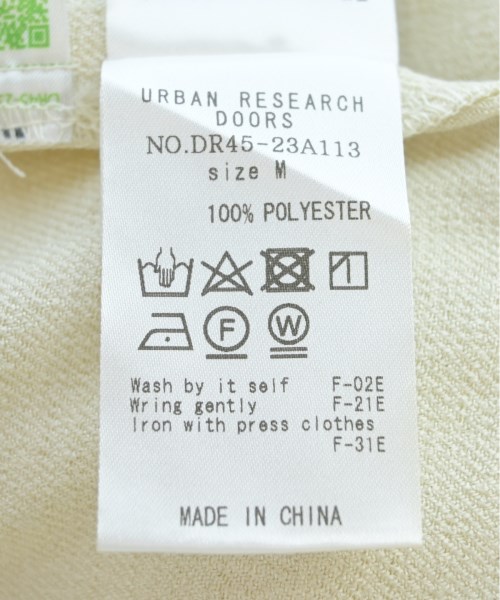 URBAN RESEARCH
DOORS
NO.DR45-23A113
size M
100% POLYESTER
F
W
Wash by it self F-02E
Wring gently F-21E
Iron with press clothes
F-31E
MADE IN CHINA